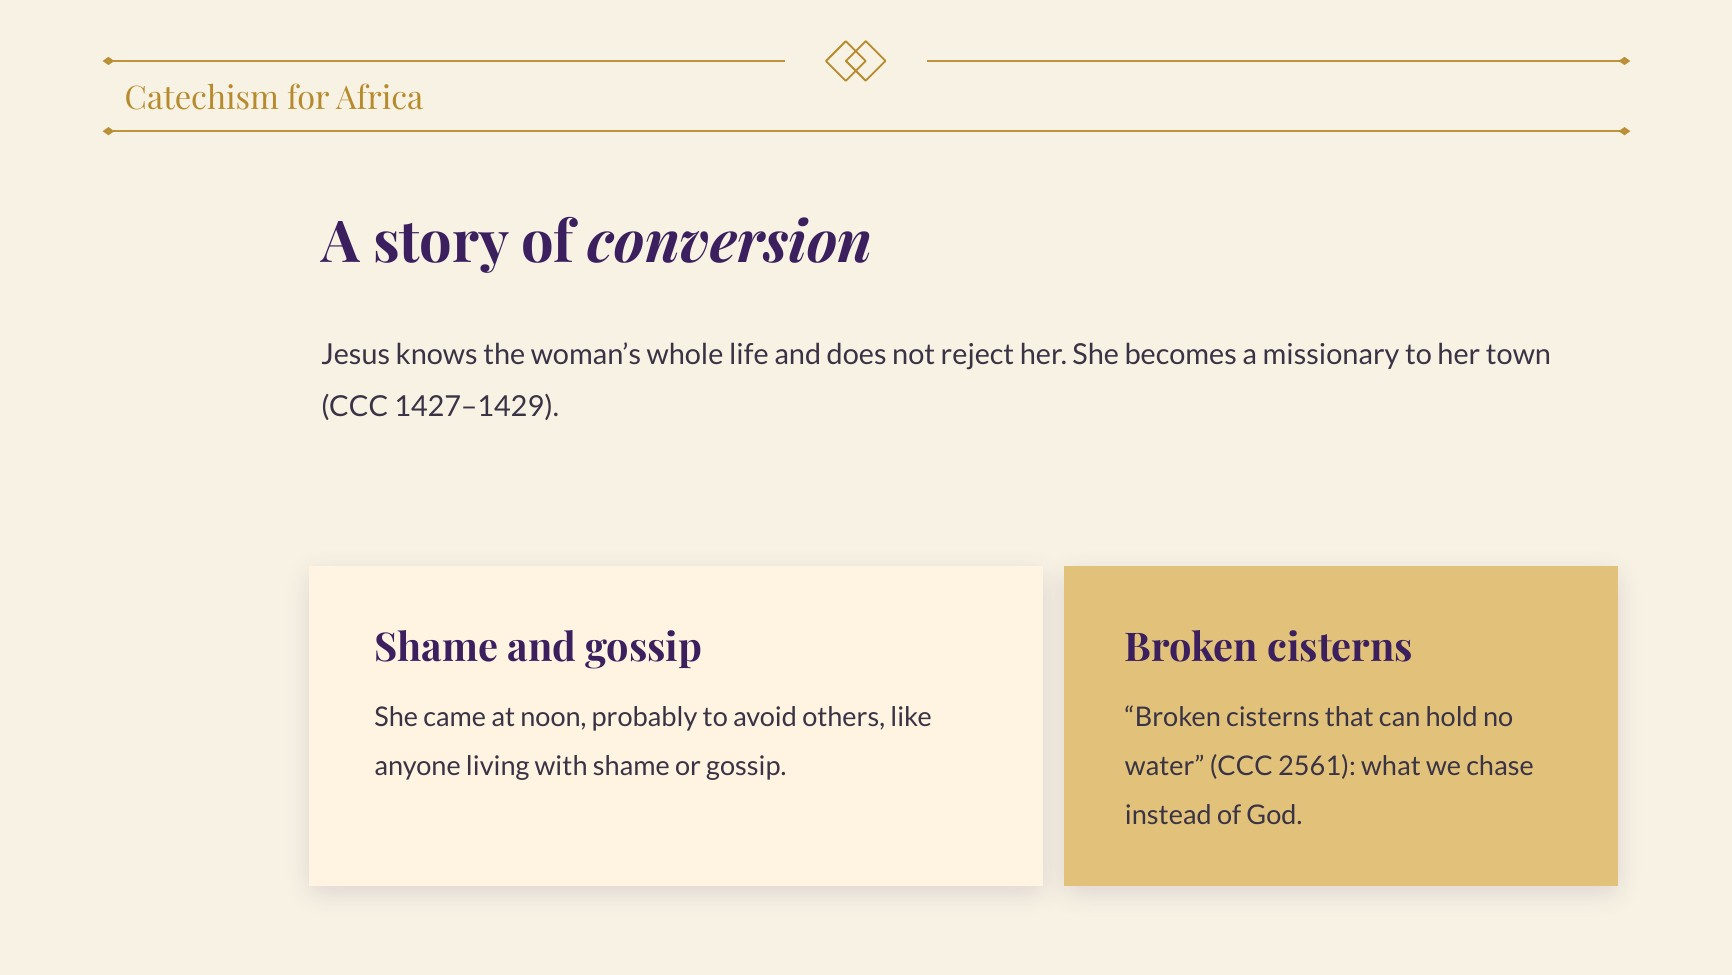 Catechism for Africa
A story of conversion
Jesus knows the woman’s whole life and does not reject her. She becomes a missionary to her town
(CCC 1427–1429).
Shame and gossip
She came at noon, probably to avoid others, like
anyone living with shame or gossip.
Broken cisterns
“Broken cisterns that can hold no
water” (CCC 2561): what we chase
instead of God.